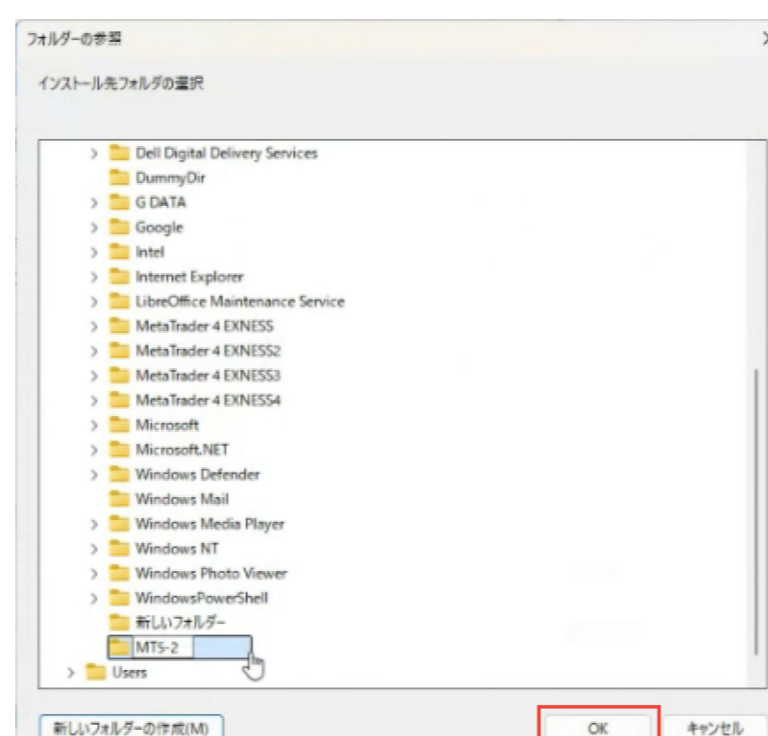 フォルダーの参照
インストール先フォルダの選択
Dell Digital Delivery Services
DummyDir
G DATA
Google
Intel
Internet Explorer
LibreOffice Maintenance Service
MetaTrader 4 EXNESS
MetaTrader 4 EXNESS2
MetaTrader 4 EXNESS3
MetaTrader 4 EXNESS4
Microsoft
Microsoft.NET
Windows Defender
Windows Mail
Windows Media Player
Windows NT
Windows Photo Viewer
WindowsPowerShell
新しいフォルダー
MT5-2
Users
新しいフォルダーの作成(M) OK キャンセル